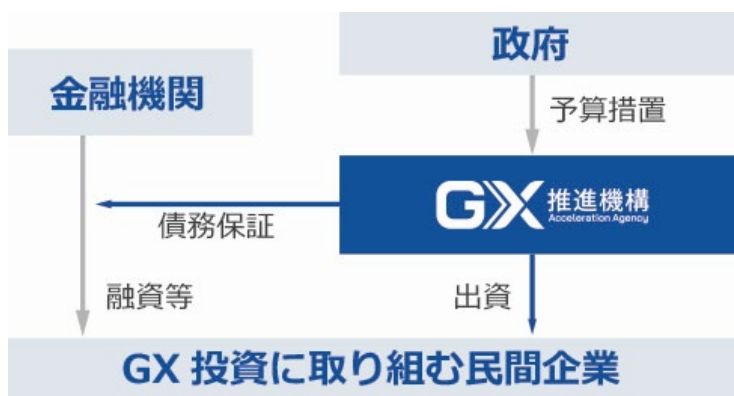 政府
金融機関
予算措置
GX 推進機構
Acceleration Agency
債務保証
融資等
出資
GX 投資に取り組む民間企業